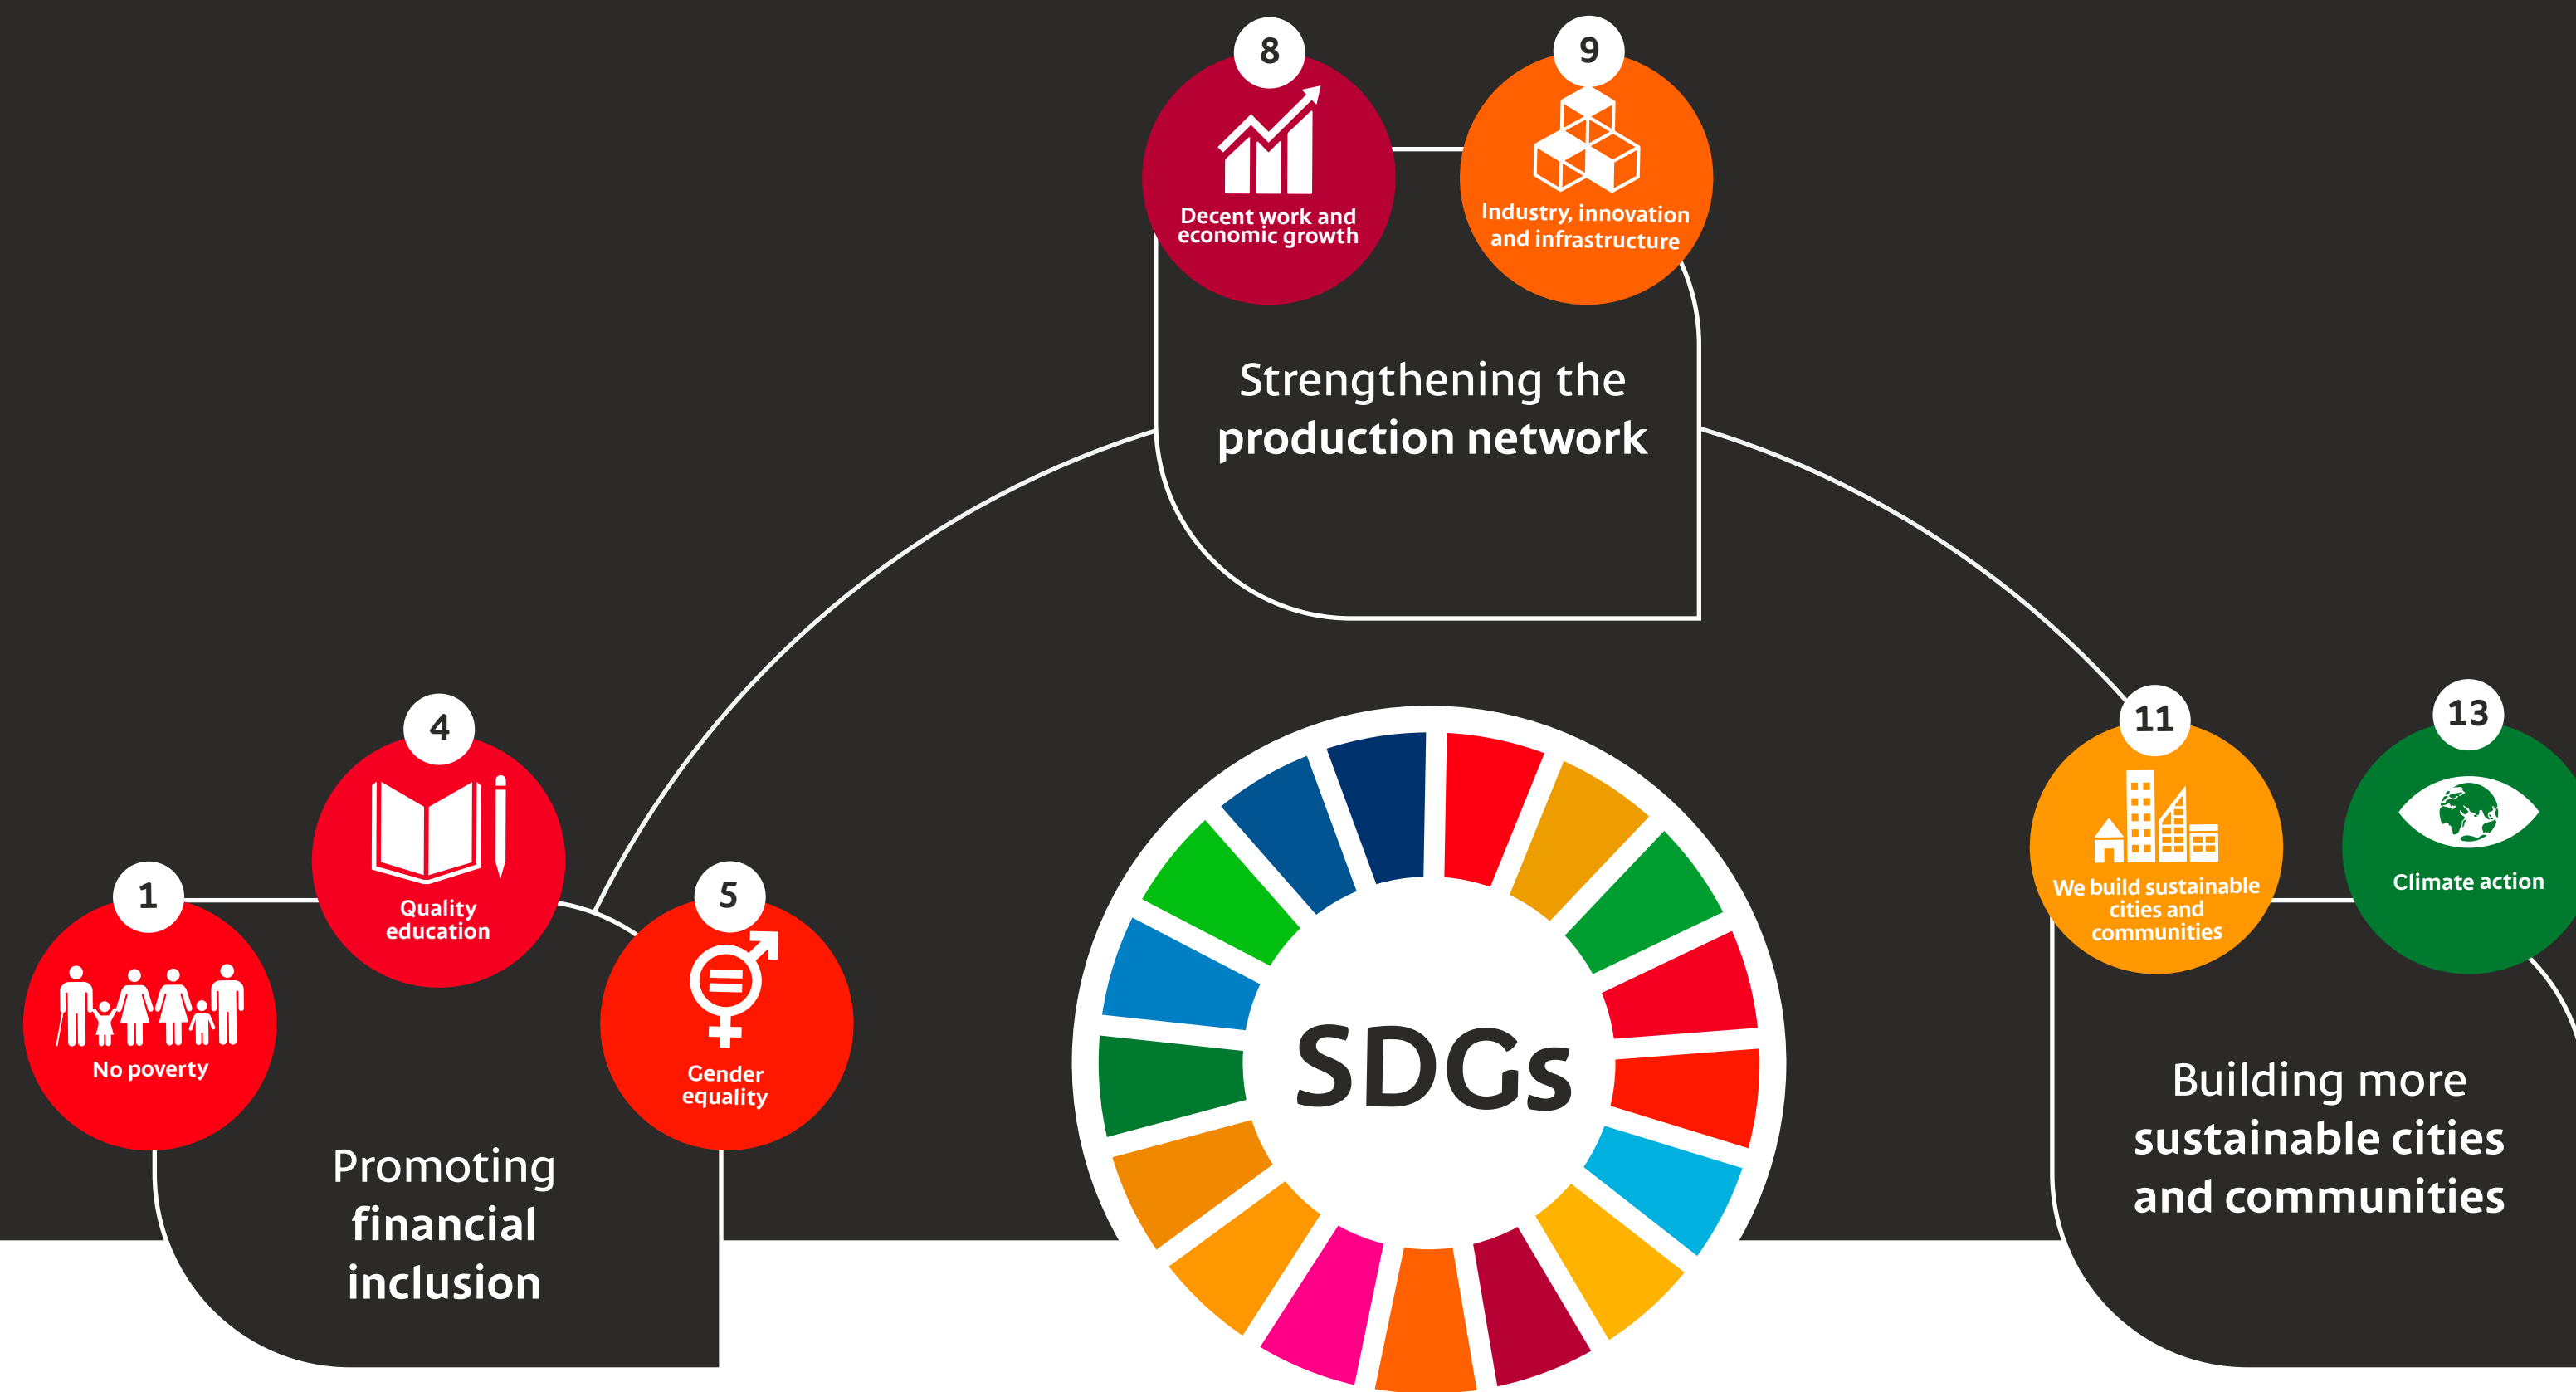 8
Decent work and
economic growth
9
Industry, innovation
and infrastructure
Strengthening the
production network
1
No poverty
4
Quality
education
5
Gender
equality
Promoting
financial
inclusion
SDGs
11
We build sustainable
cities and
communities
13
Climate action
Building more
sustainable cities
and communities